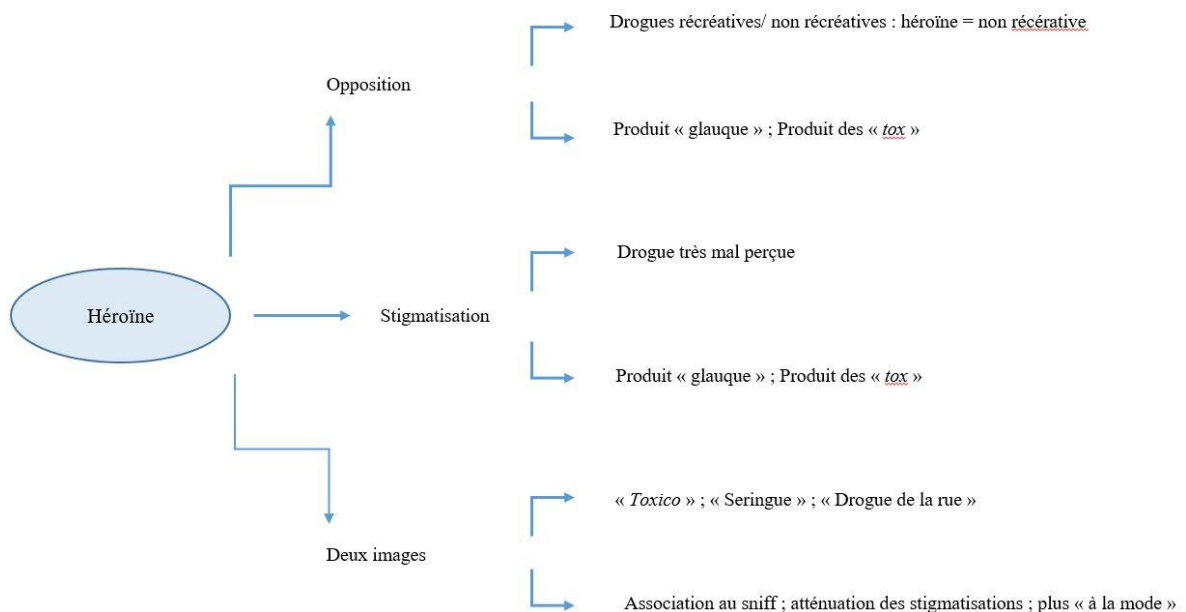 Drogues récréatives/ non récréatives : héroïne = non récérative
Opposition
Produit « glauque » ; Produit des « tox »
Drogue très mal perçue
Héroïne
Stigmatisation
Produit « glauque » ; Produit des « tox »
« Toxico » ; « Seringue » ; « Drogue de la rue »
Deux images
Association au sniff ; atténuation des stigmatisations ; plus « à la mode »